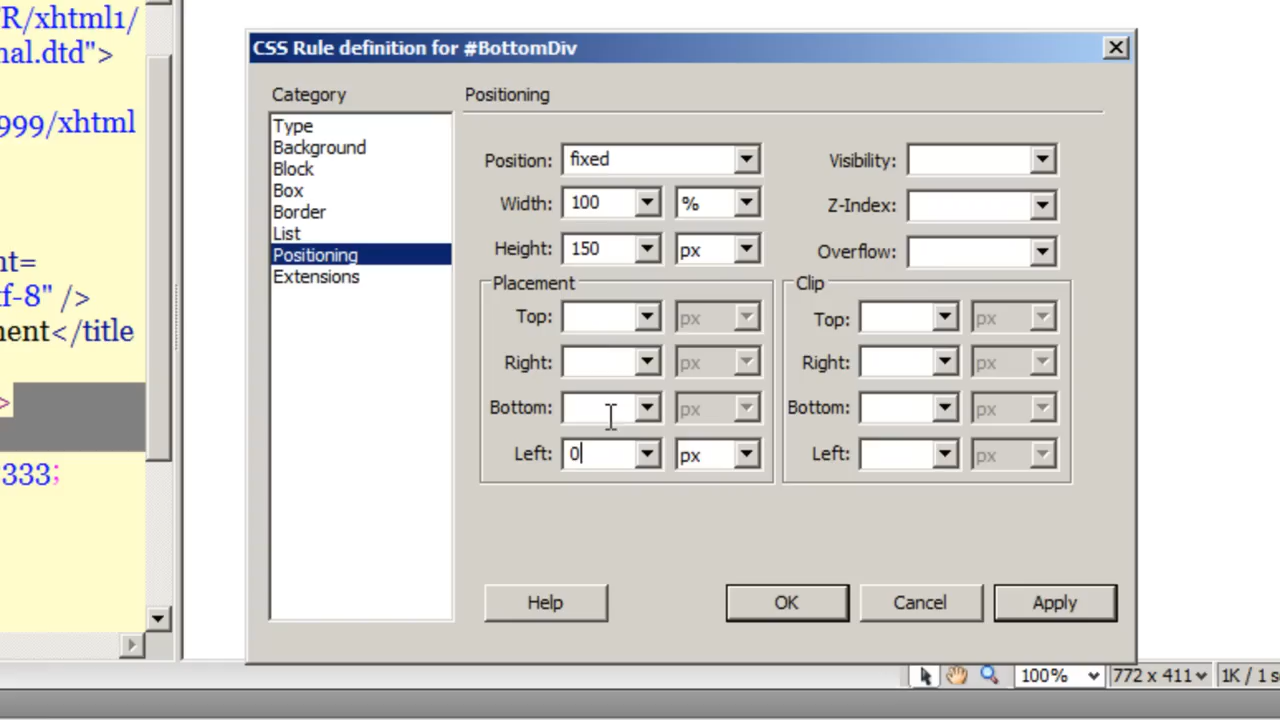 R/xhtml1/
nal.dtd">
999/xhtml
nt=
tf-8" />
ment</title
>
333;
CSS Rule definition for #BottomDiv
Category
Type
Background
Block
Box
Border
List
Positioning
Extensions
Positioning
Position: fixed
Width: 100 %
Height: 150 px
Visibility:
Z-Index:
Overflow:
Placement
Top: px
Right: px
Bottom: px
Left: 0 px
Clip
Top: px
Right: px
Bottom: px
Left: px
Help OK Cancel Apply
100% 772 x 411 1K / 1 s